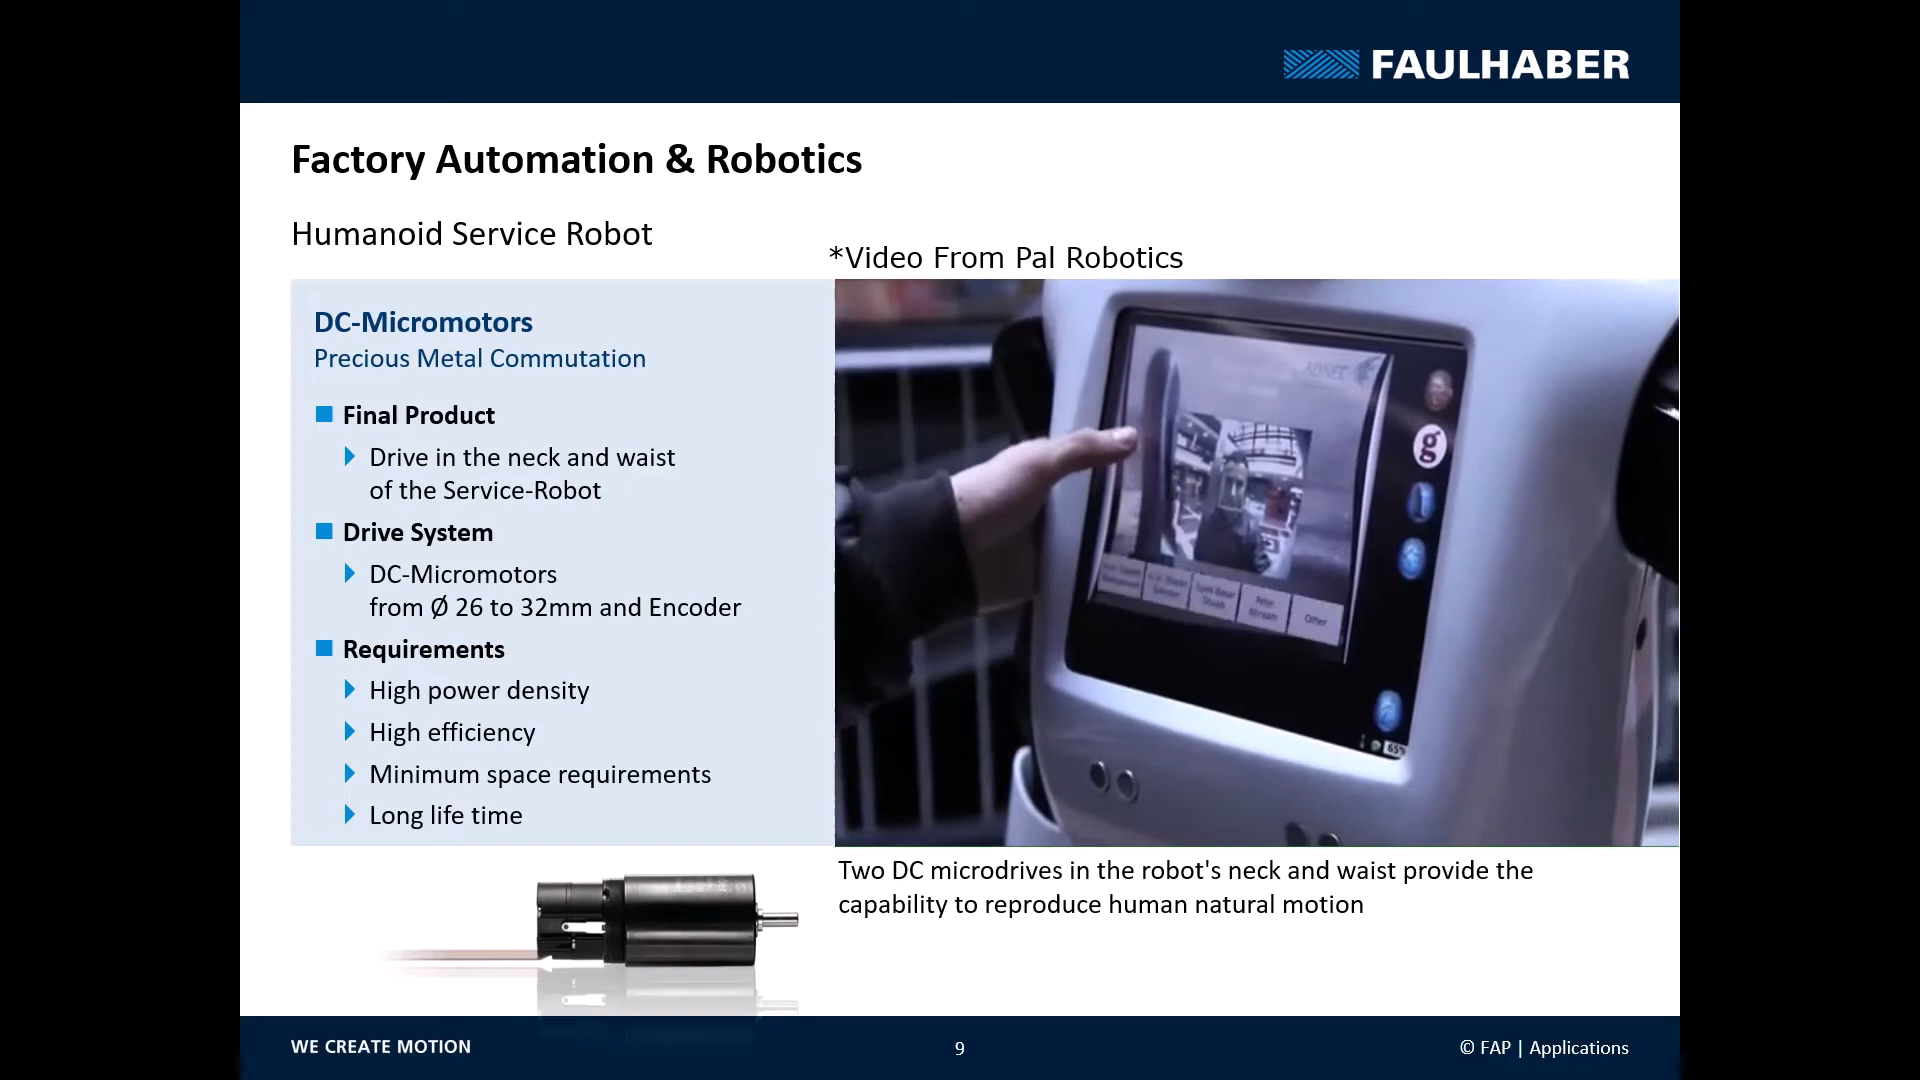 FAULHABER
Factory Automation & Robotics
Humanoid Service Robot
*Video From Pal Robotics
DC-Micromotors
Precious Metal Commutation
Final Product
Drive in the neck and waist
of the Service-Robot
Drive System
DC-Micromotors
from Ø 26 to 32mm and Encoder
Requirements
High power density
High efficiency
Minimum space requirements
Long life time
g
Offer
65%
Two DC microdrives in the robot's neck and waist provide the
capability to reproduce human natural motion
WE CREATE MOTION
9
© FAP | Applications